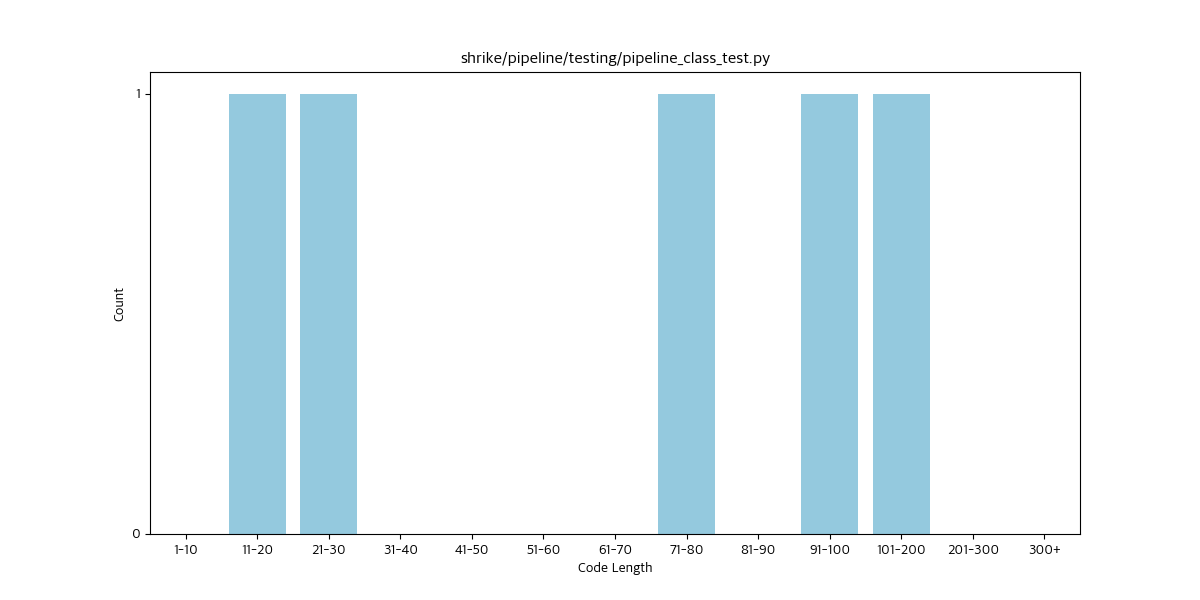 shrike/pipeline/testing/pipeline_class_test.py
1
Count
0
1-10 11-20 21-30 31-40 41-50 51-60 61-70 71-80 81-90 91-100 101-200 201-300 300+
Code Length